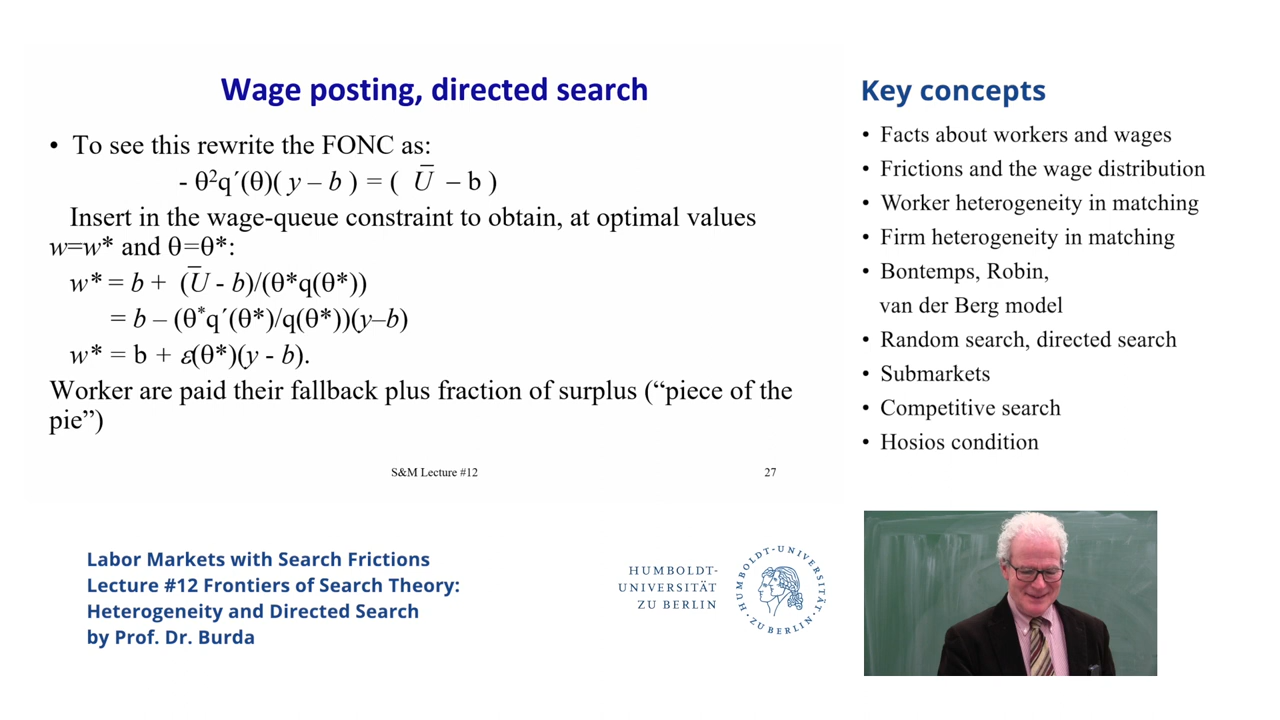 Wage posting, directed search
• To see this rewrite the FONC as:
- θ²q´(θ)( y – b ) = ( U̅ – b )
Insert in the wage-queue constraint to obtain, at optimal values
w=w* and θ=θ*:
w* = b + (U̅ - b)/(θ*q(θ*))
= b – (θ*q´(θ*)/q(θ*))(y–b)
w* = b + ε(θ*)(y - b).
Worker are paid their fallback plus fraction of surplus (“piece of the
pie”)
S&M Lecture #12
27
Key concepts
• Facts about workers and wages
• Frictions and the wage distribution
• Worker heterogeneity in matching
• Firm heterogeneity in matching
• Bontemps, Robin,
van der Berg model
• Random search, directed search
• Submarkets
• Competitive search
• Hosios condition
Labor Markets with Search Frictions
Lecture #12 Frontiers of Search Theory:
Heterogeneity and Directed Search
by Prof. Dr. Burda
HUMBOLDT-
UNIVERSITÄT
ZU BERLIN
HUMBOLDT-UNIVERSITÄT
ZU BERLIN